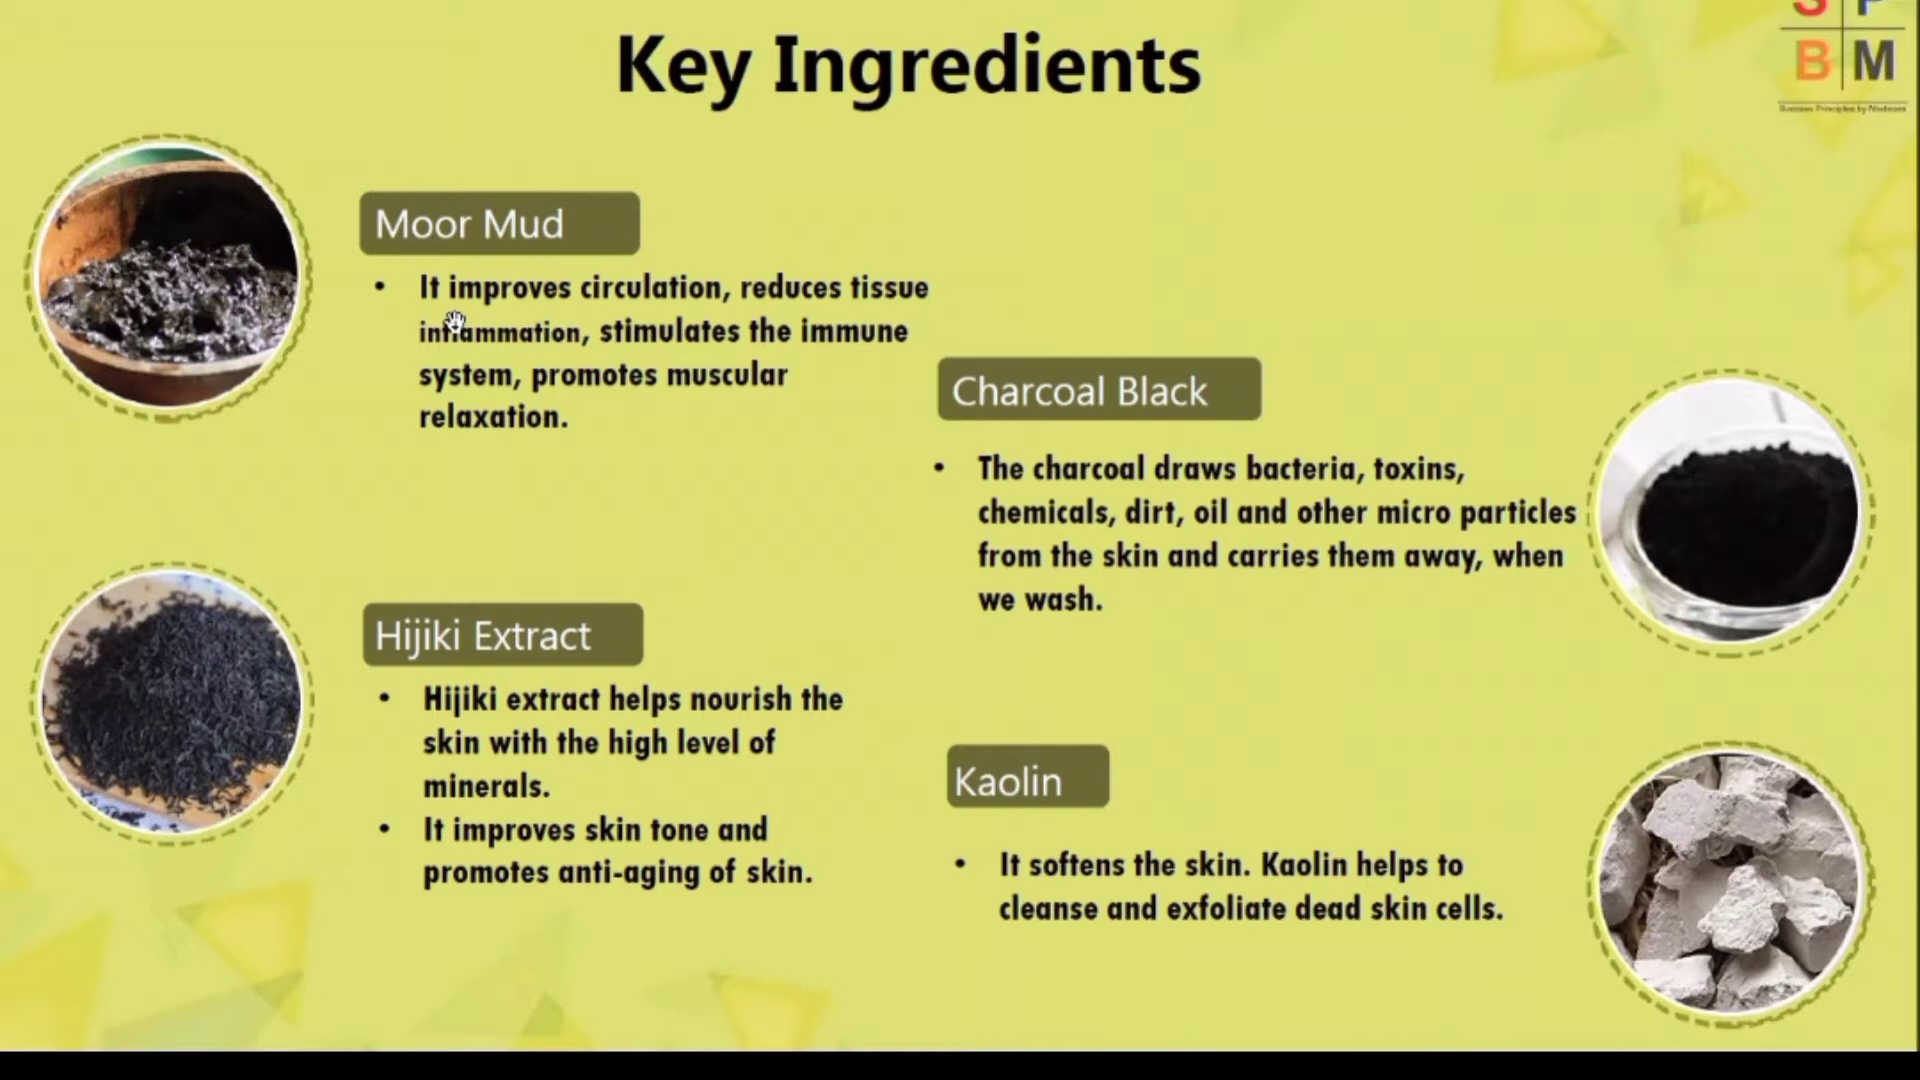 Key Ingredients
S P
B M
Business Principles by Modicare
Moor Mud
• It improves circulation, reduces tissue
inflammation, stimulates the immune
system, promotes muscular
relaxation.
Charcoal Black
• The charcoal draws bacteria, toxins,
chemicals, dirt, oil and other micro particles
from the skin and carries them away, when
we wash.
Hijiki Extract
• Hijiki extract helps nourish the
skin with the high level of
minerals.
• It improves skin tone and
promotes anti-aging of skin.
Kaolin
• It softens the skin. Kaolin helps to
cleanse and exfoliate dead skin cells.